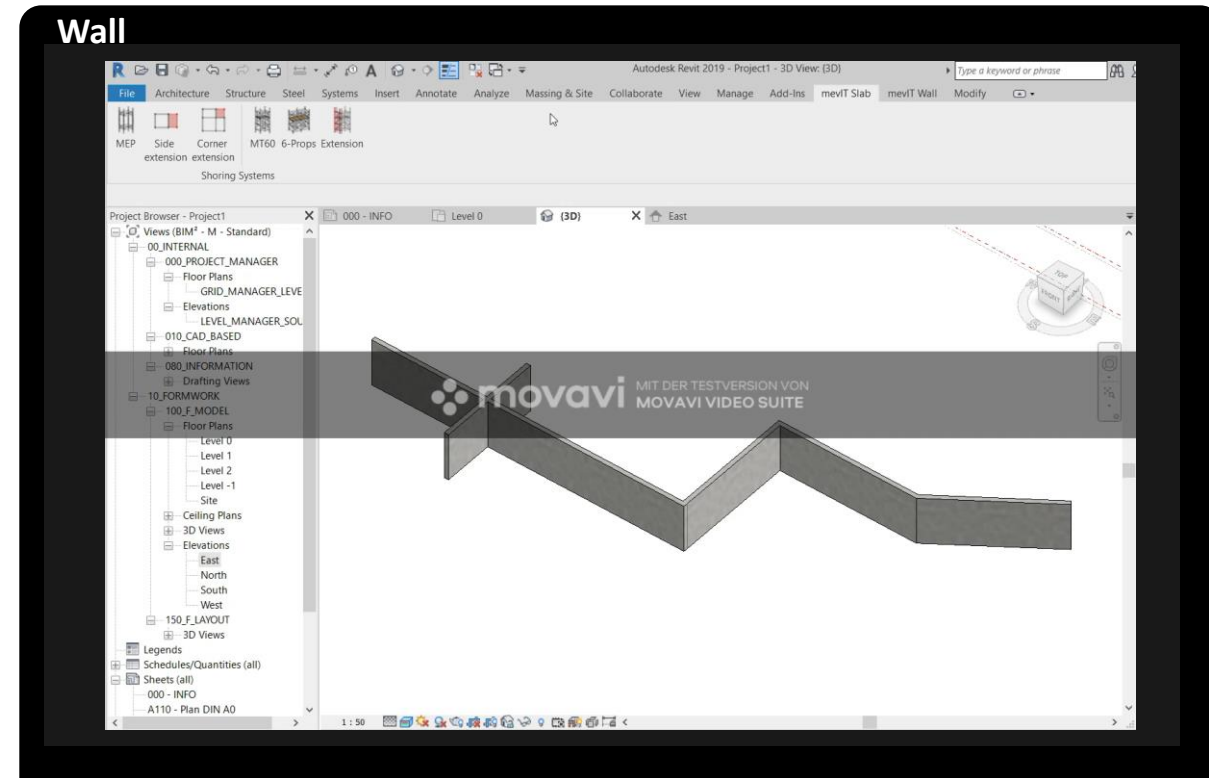 Wall
Autodesk Revit 2019 - Project1 - 3D View: {3D}
Type a keyword or phrase
File Architecture Structure Steel Systems Insert Annotate Analyze Massing & Site Collaborate View Manage Add-Ins mevIT Slab mevIT Wall Modify
MEP Side extension Corner extension MT60 6-Props Extension
Shoring Systems
Project Browser - Project1
000 - INFO Level 0 {3D} East
Views (BIM² - M - Standard)
00_INTERNAL
000_PROJECT_MANAGER
Floor Plans
GRID_MANAGER_LEVE
Elevations
LEVEL_MANAGER_SOL
010_CAD_BASED
Floor Plans
080_INFORMATION
Drafting Views
10_FORMWORK
100_F_MODEL
Floor Plans
Level 0
Level 1
Level 2
Level -1
Site
Ceiling Plans
3D Views
Elevations
East
North
South
West
150_F_LAYOUT
3D Views
Legends
Schedules/Quantities (all)
Sheets (all)
000 - INFO
A110 - Plan DIN A0
TOP
FRONT
movavi
MIT DER TESTVERSION VON
MOVAVI VIDEO SUITE
1 : 50